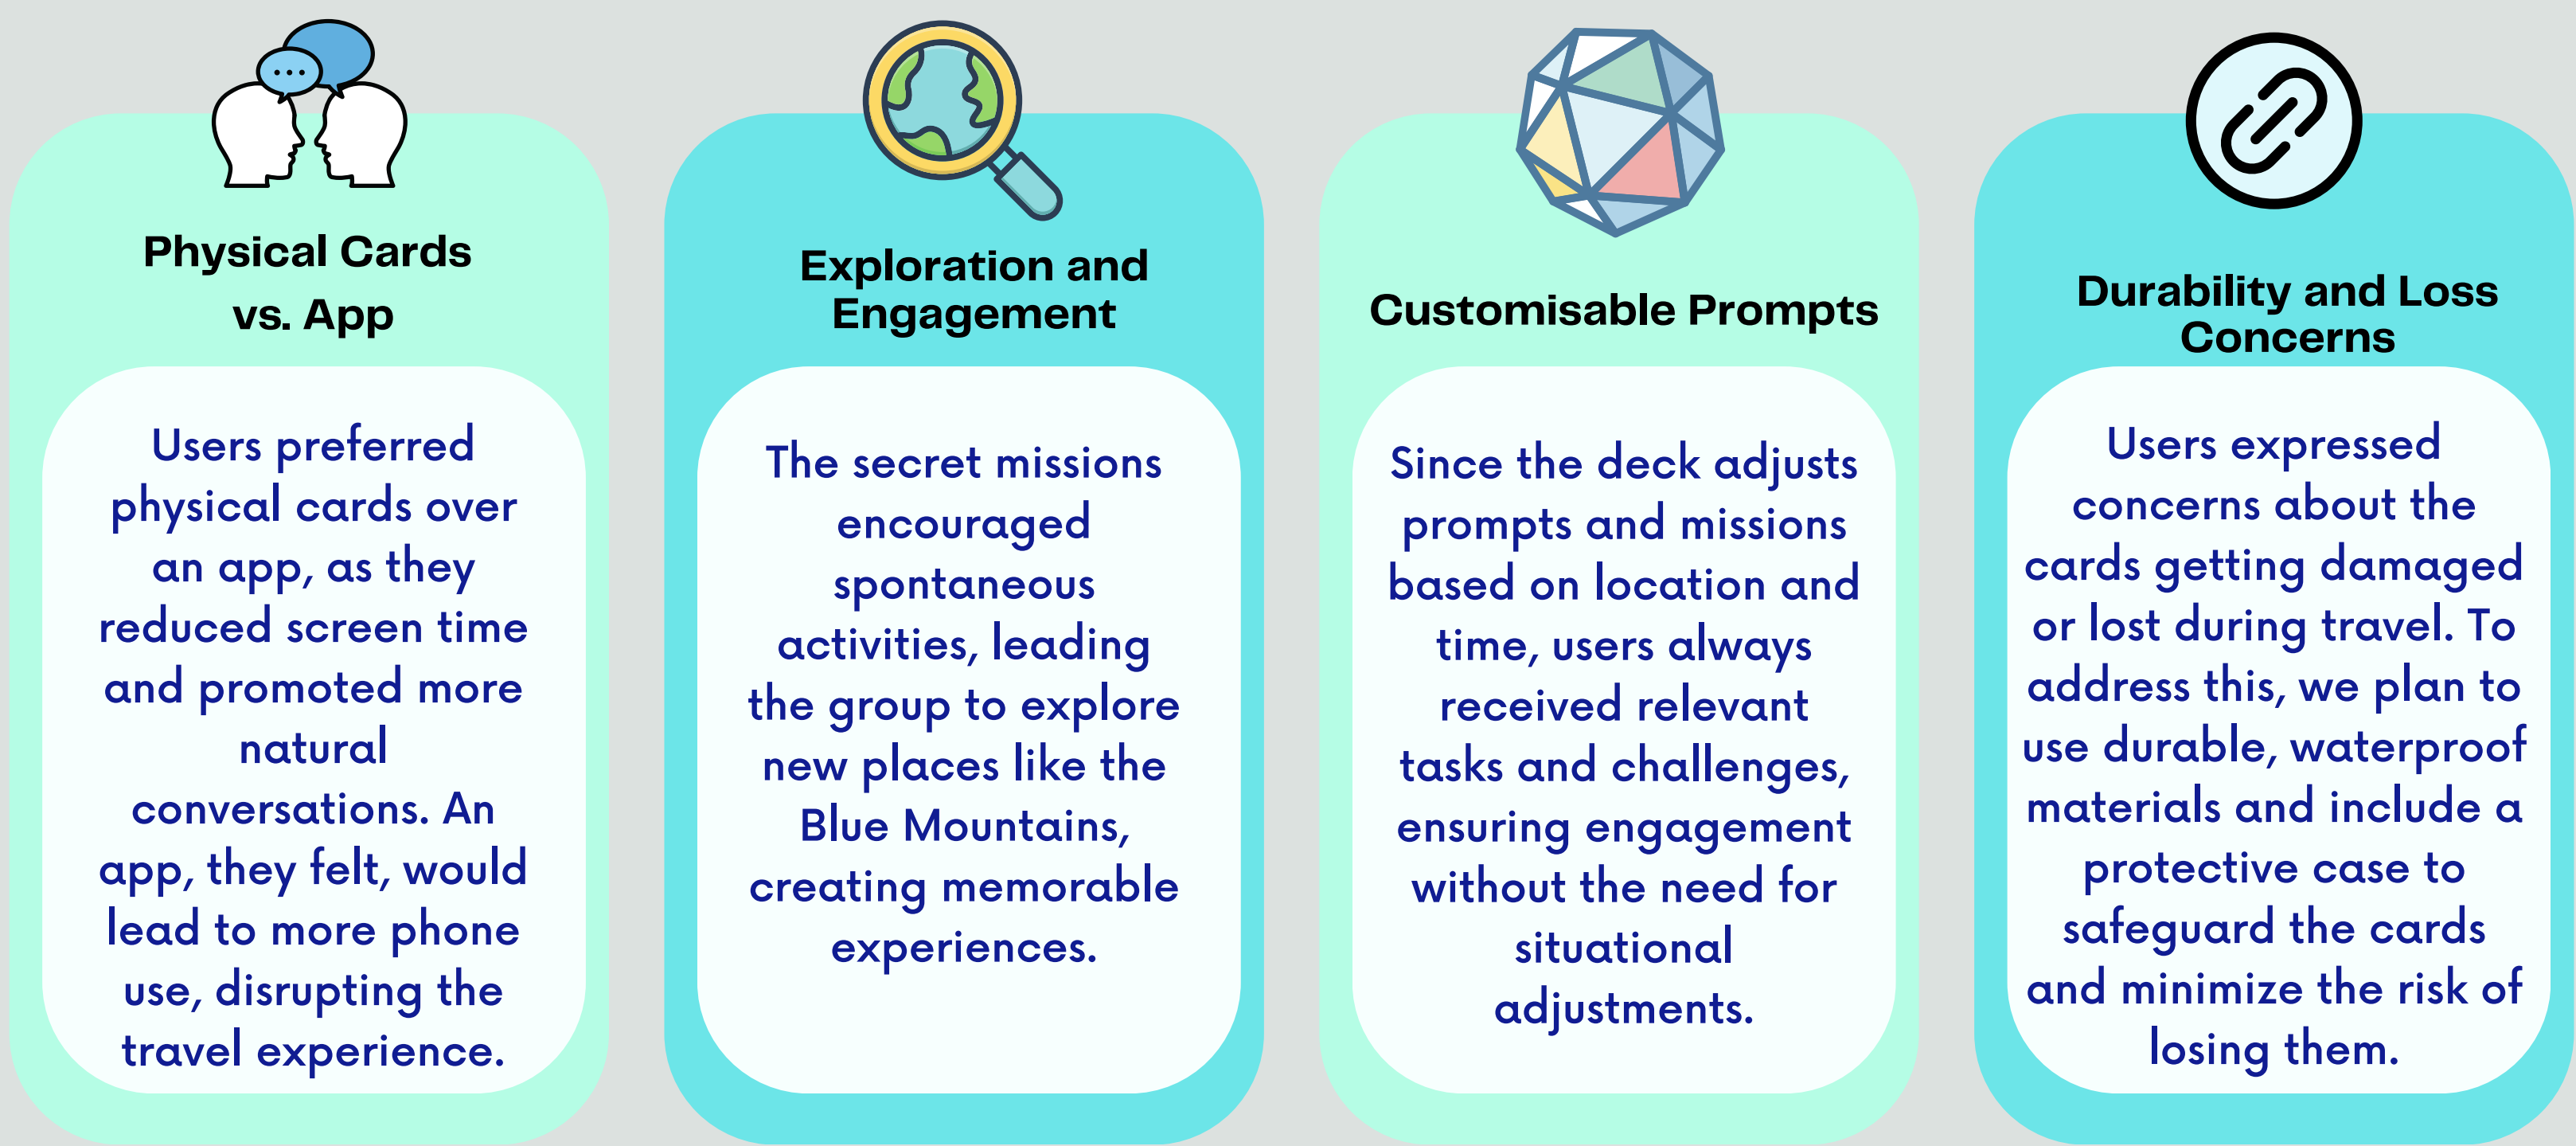 Physical Cards
vs. App
Users preferred
physical cards over
an app, as they
reduced screen time
and promoted more
natural
conversations. An
app, they felt, would
lead to more phone
use, disrupting the
travel experience.
Exploration and
Engagement
The secret missions
encouraged
spontaneous
activities, leading
the group to explore
new places like the
Blue Mountains,
creating memorable
experiences.
Customisable Prompts
Since the deck adjusts
prompts and missions
based on location and
time, users always
received relevant
tasks and challenges,
ensuring engagement
without the need for
situational
adjustments.
Durability and Loss
Concerns
Users expressed
concerns about the
cards getting damaged
or lost during travel. To
address this, we plan to
use durable, waterproof
materials and include a
protective case to
safeguard the cards
and minimize the risk of
losing them.